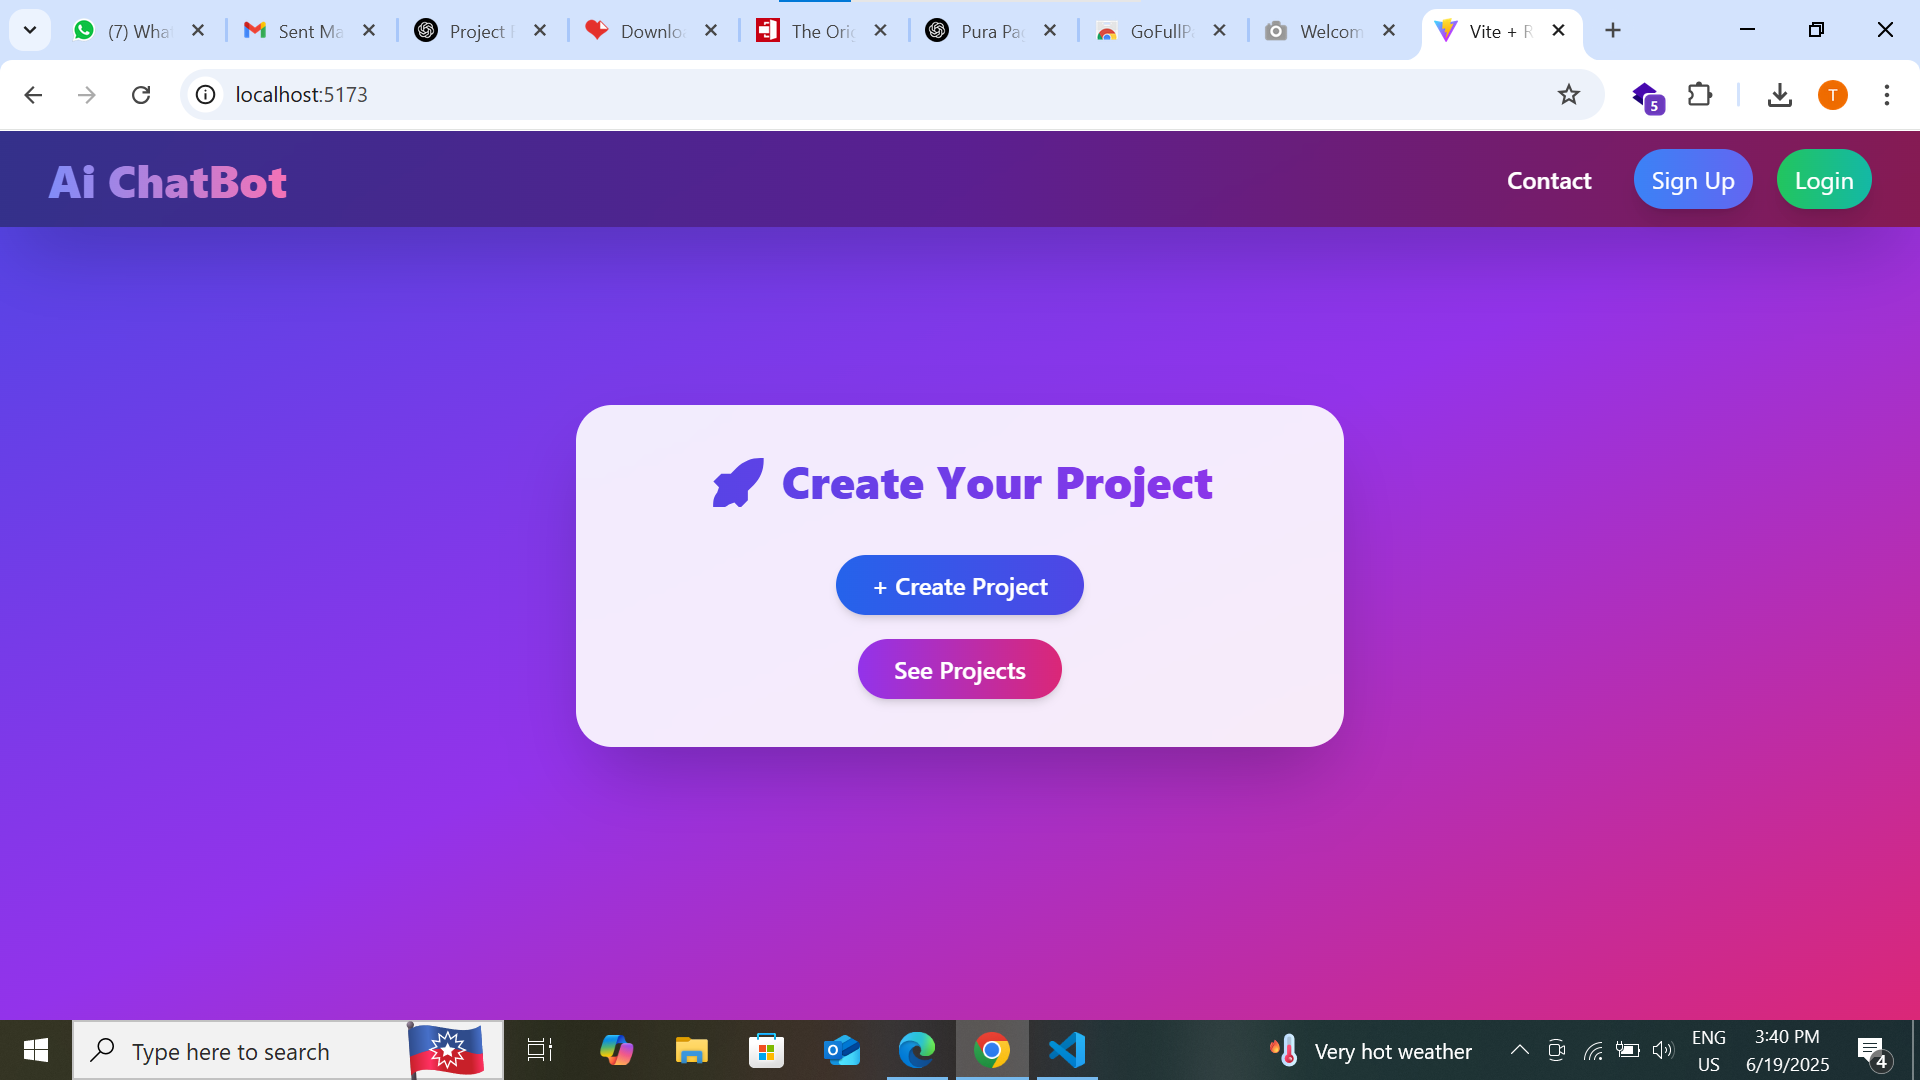 (7) What
Sent Ma
Project
Downlo
The Orig
Pura Pa
GoFullP
Welcom
Vite + R
localhost:5173
5
T
Ai ChatBot
Contact
Sign Up
Login
Create Your Project
+ Create Project
See Projects
Type here to search
Very hot weather
ENG
US
3:40 PM
6/19/2025
4